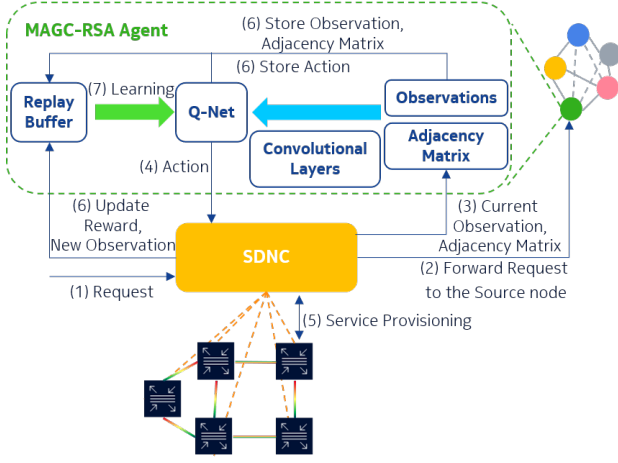 MAGC-RSA Agent
(6) Store Observation,
Adjacency Matrix
(6) Store Action
(7) Learning
Replay
Buffer
Q-Net
Observations
Convolutional
Layers
Adjacency
Matrix
(4) Action
(6) Update
Reward,
New Observation
(3) Current
Observation,
Adjacency Matrix
SDNC
(2) Forward Request
to the Source node
(1) Request
(5) Service Provisioning